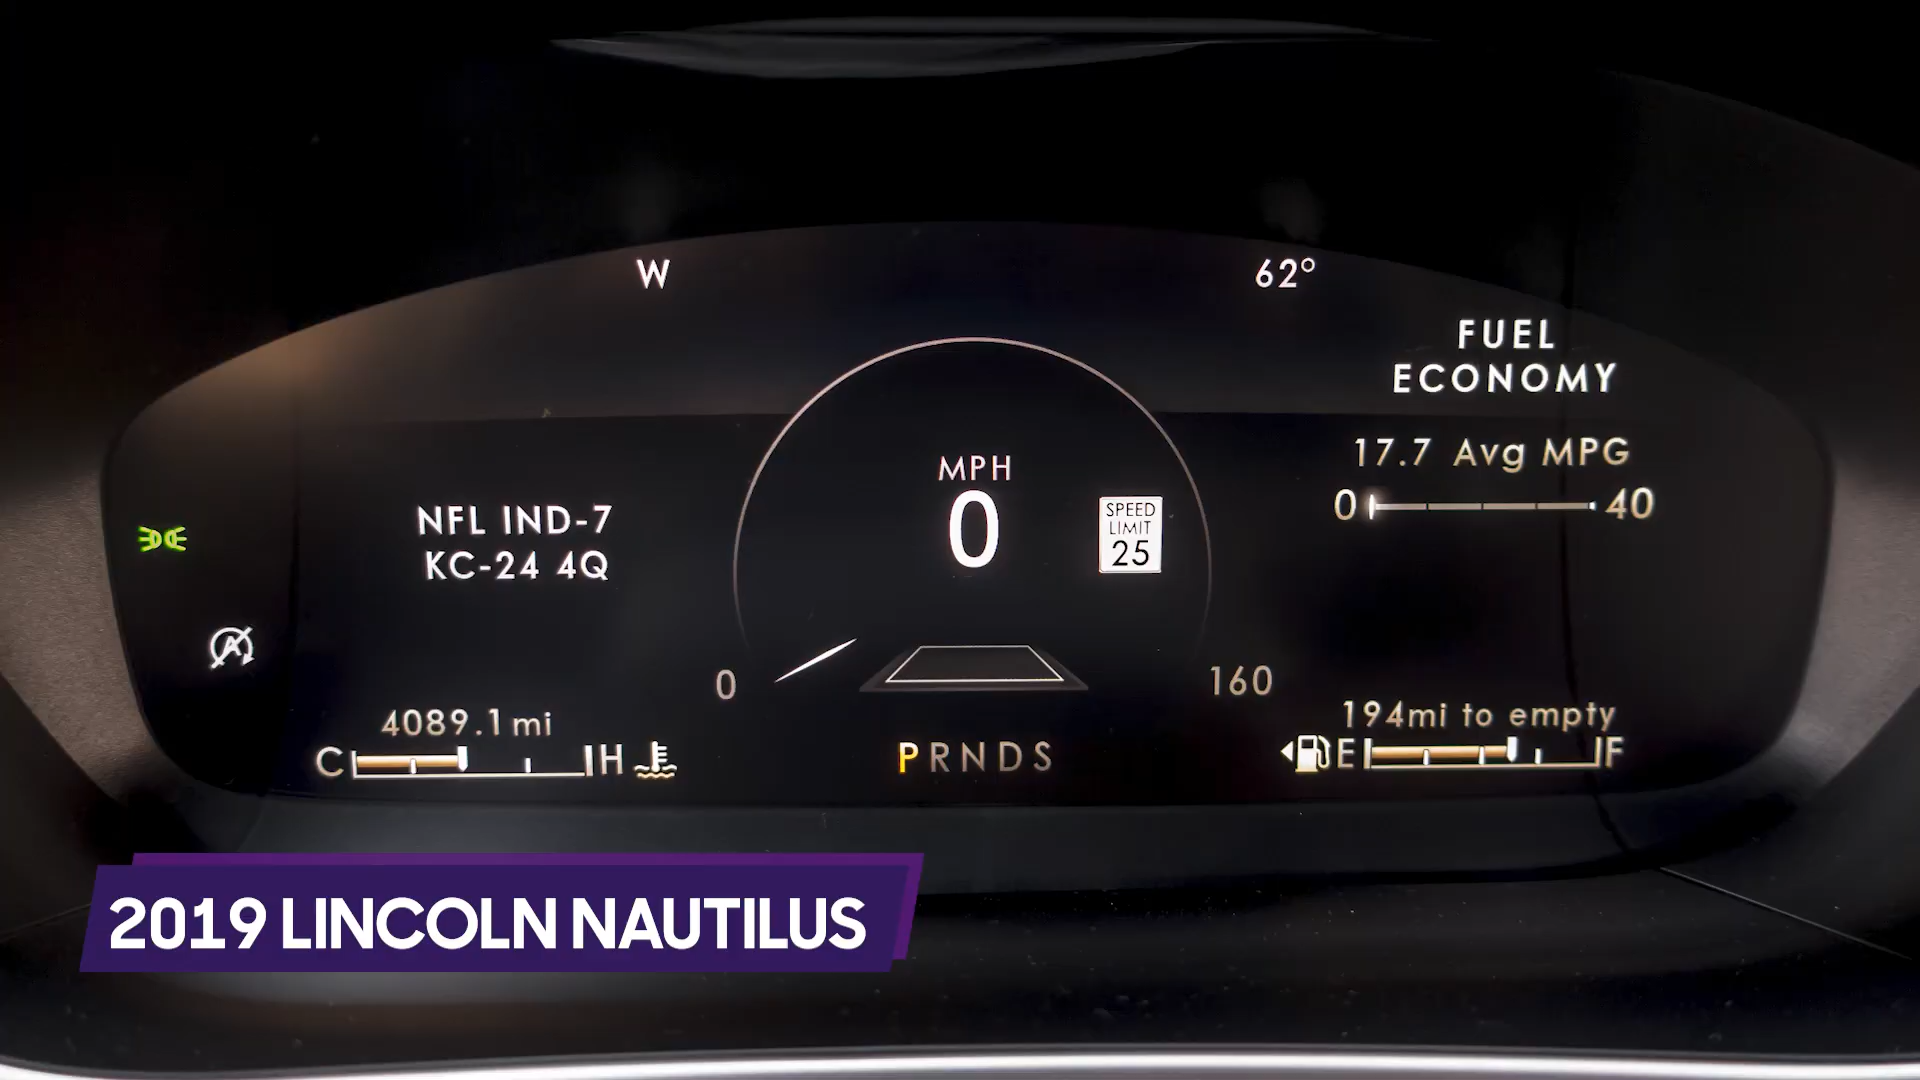 W
62°
FUEL
ECONOMY
17.7 Avg MPG
0 40
MPH
0
SPEED
LIMIT
25
NFL IND-7
KC-24 4Q
A
0
160
4089.1 mi
C H
PRNDS
194mi to empty
E F
2019 LINCOLN NAUTILUS